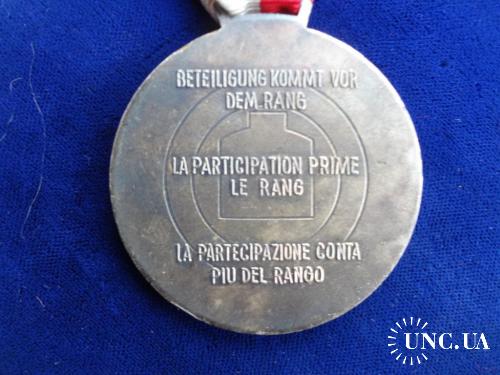 BETEILIGUNG KOMMT VOR
DEM RANG
LA PARTICIPATION PRIME
LE RANG
LA PARTECIPAZIONE CONTA
PIU DEL RANGO
UNC.UA